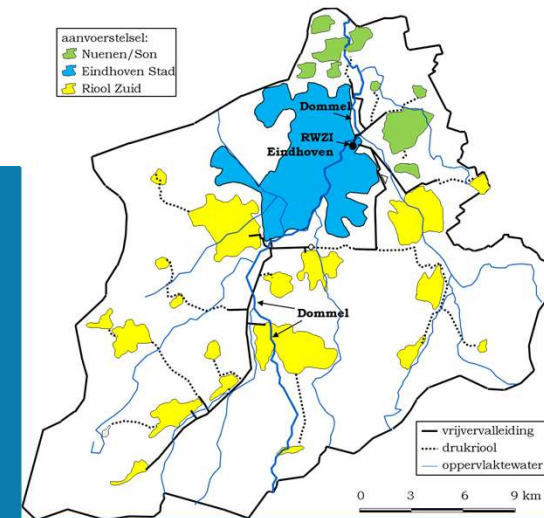 aanvoerstelsel:
Nuenen/Son
Eindhoven Stad
Riool Zuid
Dommel
RWZI
Eindhoven
Dommel
vrijvervalleiding
drukriool
oppervlaktewater
0 3 6 9 km